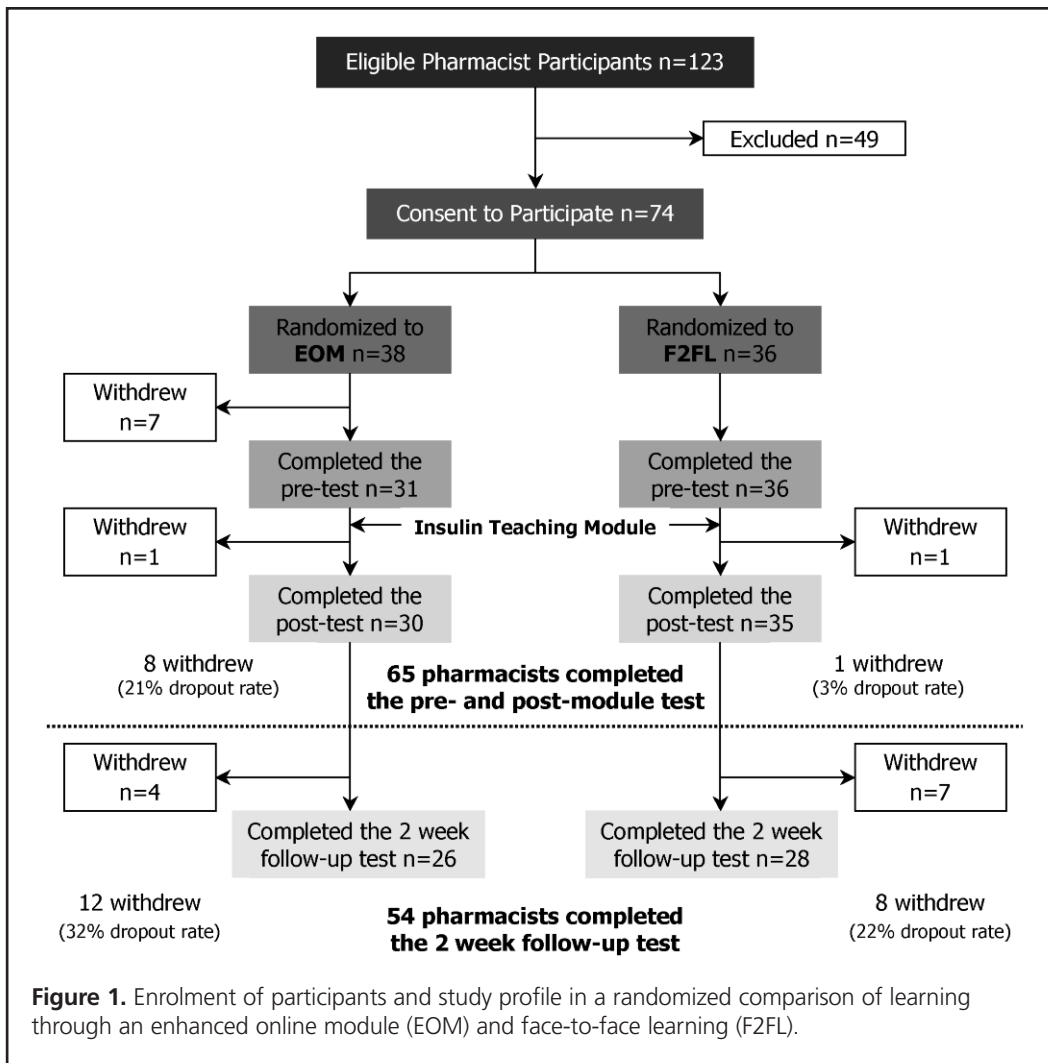 Eligible Pharmacist Participants n=123
Excluded n=49
Consent to Participate n=74
Randomized to
EOM n=38
Randomized to
F2FL n=36
Withdrew
n=7
Completed the
pre-test n=31
Completed the
pre-test n=36
Insulin Teaching Module
Withdrew
n=1
Withdrew
n=1
Completed the
post-test n=30
Completed the
post-test n=35
8 withdrew
(21% dropout rate)
65 pharmacists completed
the pre- and post-module test
1 withdrew
(3% dropout rate)
Withdrew
n=4
Withdrew
n=7
Completed the 2 week
follow-up test n=26
Completed the 2 week
follow-up test n=28
12 withdrew
(32% dropout rate)
54 pharmacists completed
the 2 week follow-up test
8 withdrew
(22% dropout rate)
Figure 1. Enrolment of participants and study profile in a randomized comparison of learning
through an enhanced online module (EOM) and face-to-face learning (F2FL).